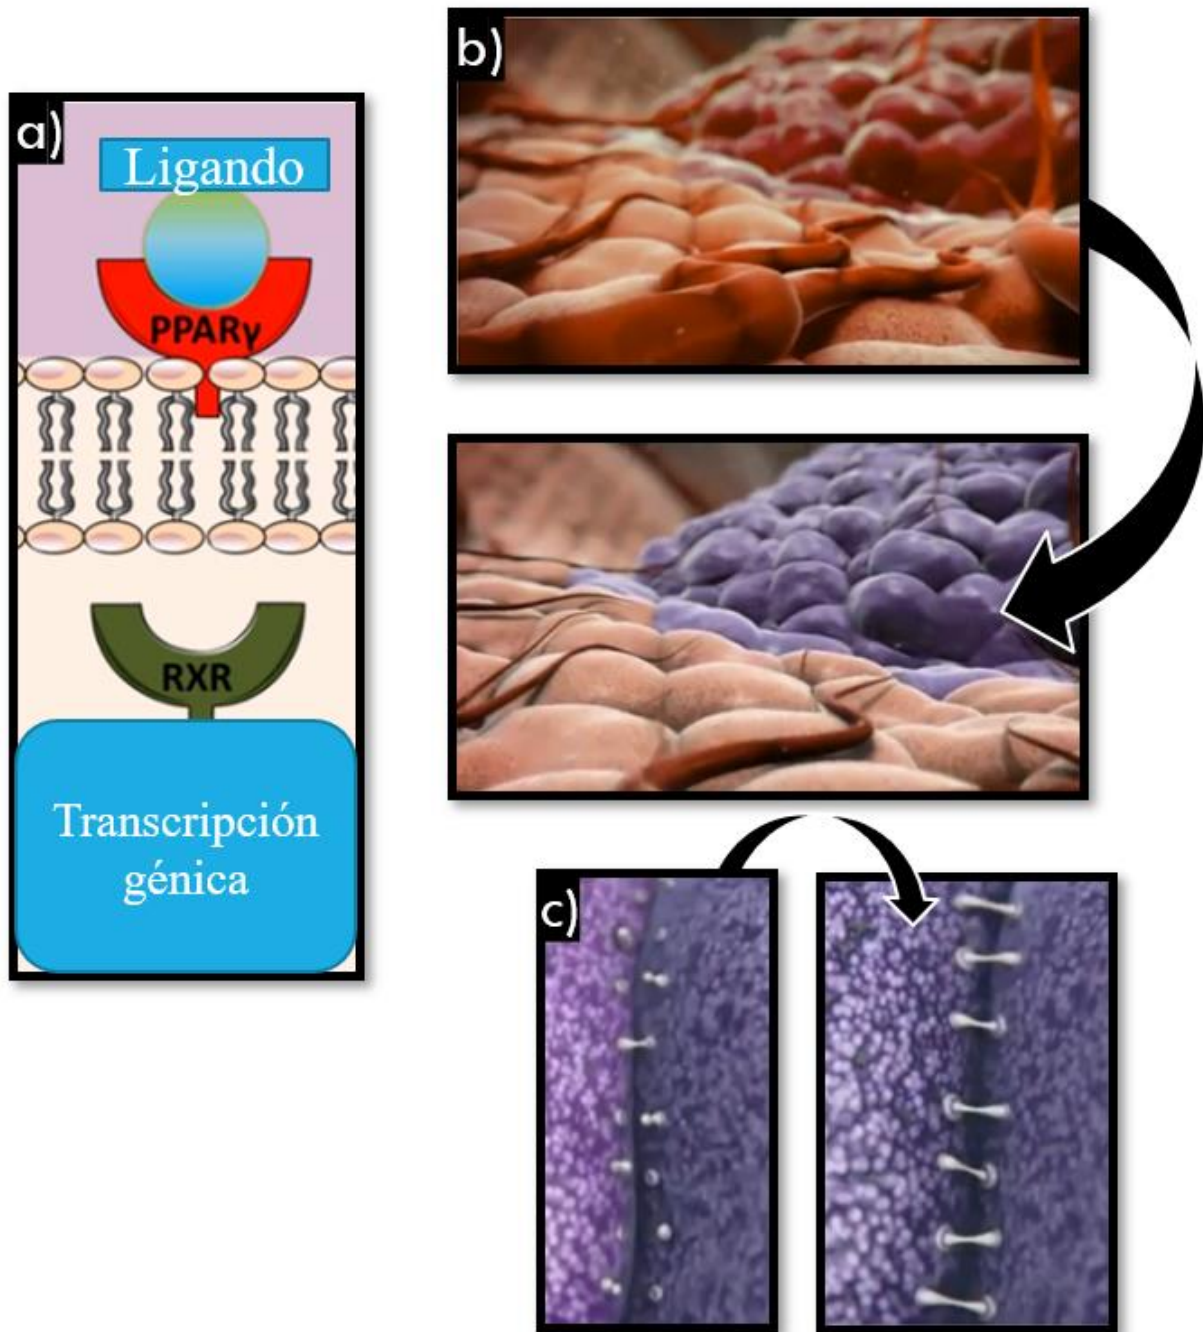 a)
Ligando
PPARγ
RXR
Transcripción
génica
b)
c)